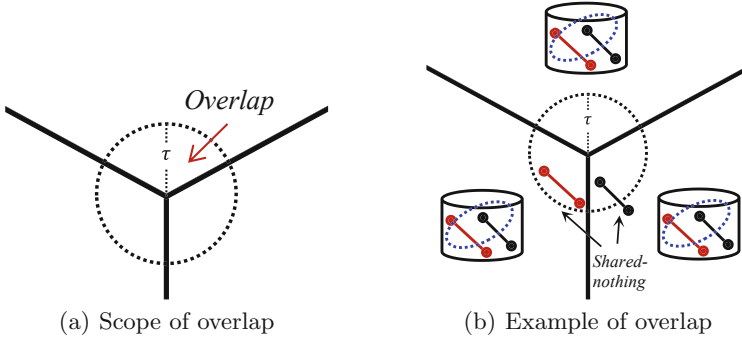 Overlap
τ
τ
Shared-
nothing
(a) Scope of overlap
(b) Example of overlap